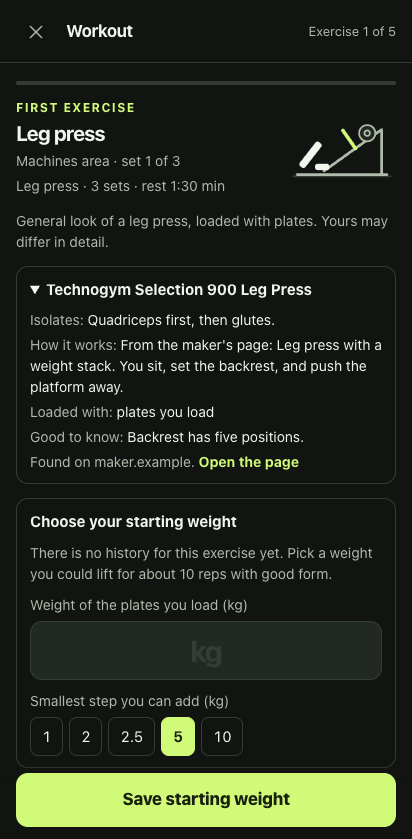 Workout
Exercise 1 of 5
FIRST EXERCISE
Leg press
Machines area · set 1 of 3
Leg press · 3 sets · rest 1:30 min
General look of a leg press, loaded with plates. Yours may
differ in detail.
▼ Technogym Selection 900 Leg Press
Isolates: Quadriceps first, then glutes.
How it works: From the maker's page: Leg press with a
weight stack. You sit, set the backrest, and push the
platform away.
Loaded with: plates you load
Good to know: Backrest has five positions.
Found on maker.example. Open the page
Choose your starting weight
There is no history for this exercise yet. Pick a weight
you could lift for about 10 reps with good form.
Weight of the plates you load (kg)
kg
Smallest step you can add (kg)
1 2 2.5 5 10
Save starting weight